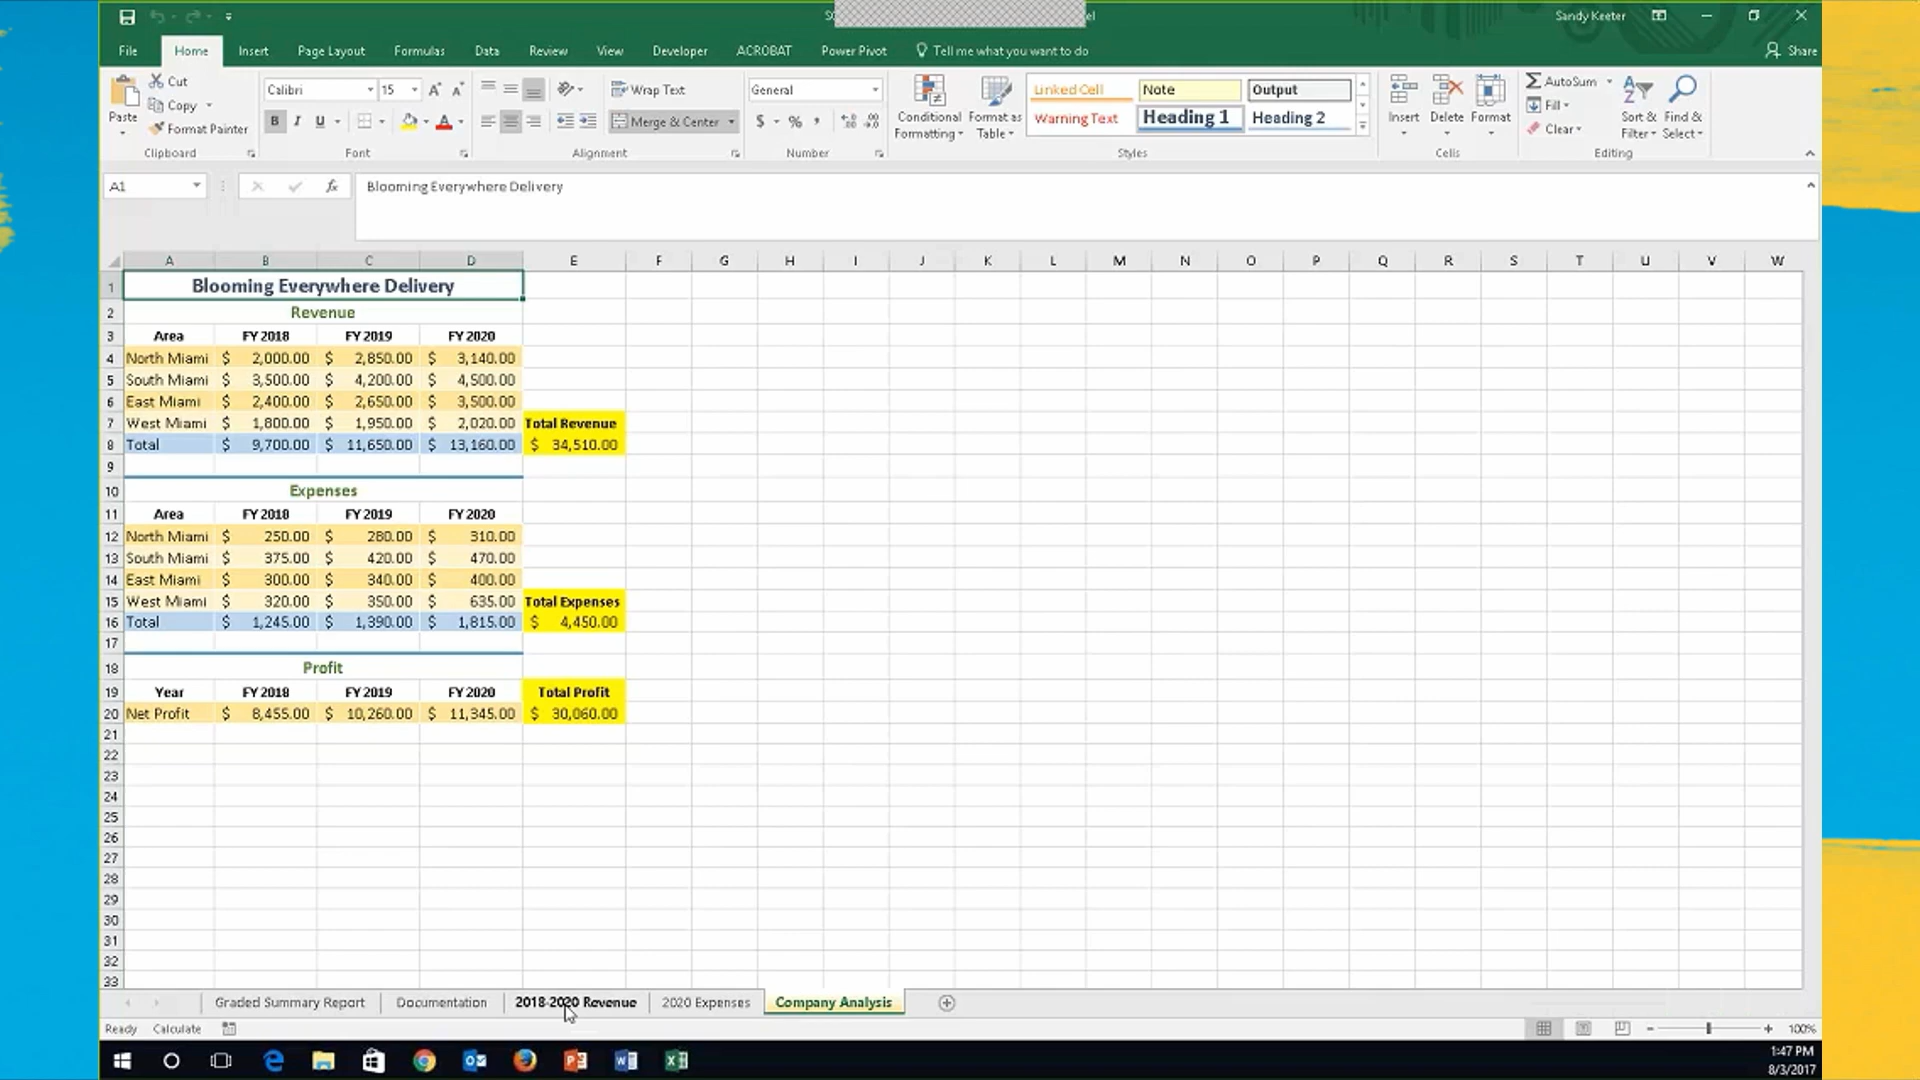 el
Sandy Keeter
File Home Insert Page Layout Formulas Data Review View Developer ACROBAT Power Pivot Tell me what you want to do Share
Paste
Cut
Copy
Format Painter
Clipboard
Calibri 15
B I U
Font
Wrap Text
Merge & Center
Alignment
General
$ % ,
Number
Conditional Formatting
Format as Table
Linked Cell Note Output
Warning Text Heading 1 Heading 2
Styles
Insert Delete Format
Cells
AutoSum
Fill
Clear
Sort & Filter
Find & Select
Editing
A1 fx Blooming Everywhere Delivery
A B C D E F G H I J K L M N O P Q R S T U V W
1 Blooming Everywhere Delivery
2 Revenue
3 Area FY 2018 FY 2019 FY 2020
4 North Miami $ 2,000.00 $ 2,850.00 $ 3,140.00
5 South Miami $ 3,500.00 $ 4,200.00 $ 4,500.00
6 East Miami $ 2,400.00 $ 2,650.00 $ 3,500.00
7 West Miami $ 1,800.00 $ 1,950.00 $ 2,020.00 Total Revenue
8 Total $ 9,700.00 $ 11,650.00 $ 13,160.00 $ 34,510.00
9
10 Expenses
11 Area FY 2018 FY 2019 FY 2020
12 North Miami $ 250.00 $ 280.00 $ 310.00
13 South Miami $ 375.00 $ 420.00 $ 470.00
14 East Miami $ 300.00 $ 340.00 $ 400.00
15 West Miami $ 320.00 $ 350.00 $ 635.00 Total Expenses
16 Total $ 1,245.00 $ 1,390.00 $ 1,815.00 $ 4,450.00
17
18 Profit
19 Year FY 2018 FY 2019 FY 2020 Total Profit
20 Net Profit $ 8,455.00 $ 10,260.00 $ 11,345.00 $ 30,060.00
21
22
23
24
25
26
27
28
29
30
31
32
33
Graded Summary Report Documentation 2018-2020 Revenue 2020 Expenses Company Analysis
Ready Calculate 100%
1:47 PM
8/3/2017